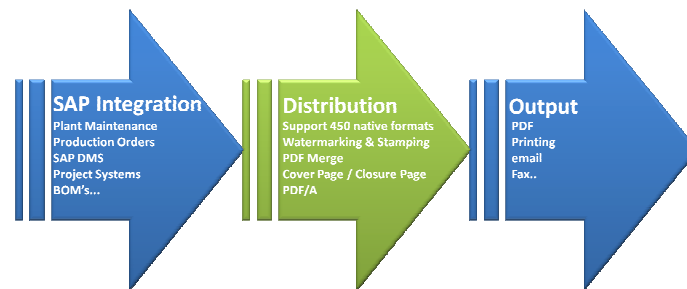 SAP Integration
Plant Maintenance
Production Orders
SAP DMS
Project Systems
BOM's...
Distribution
Support 450 native formats
Watermarking & Stamping
PDF Merge
Cover Page / Closure Page
PDF/A
Output
PDF
Printing
email
Fax..